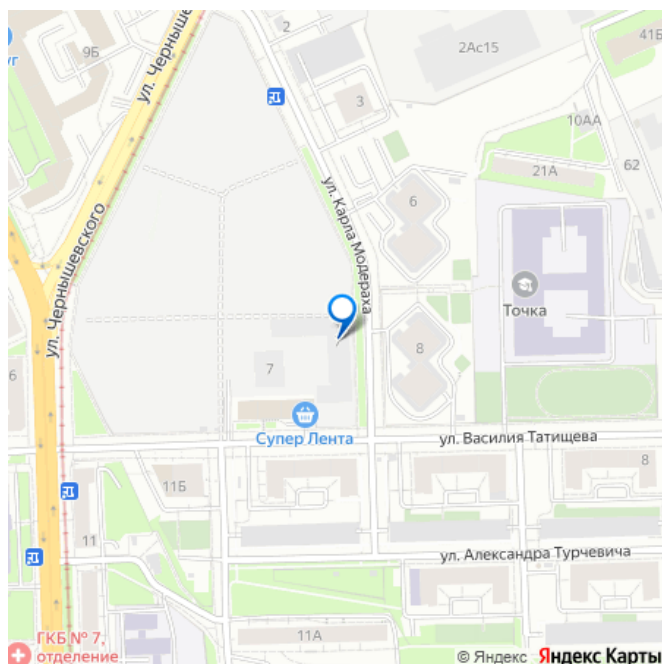 2
41Б
2Ас15
9Б
уг
ул. Чернышевского
3
10АА
62
21А
ул. Карла Модераха
6
Точка
ул. Чернышевского
7
8
6
Супер Лента
ул. Василия Татищева
8
11Б
11
ул. Александра Турчевича
11А
ГКБ № 7,
отделение
© Яндекс Яндекс Карты